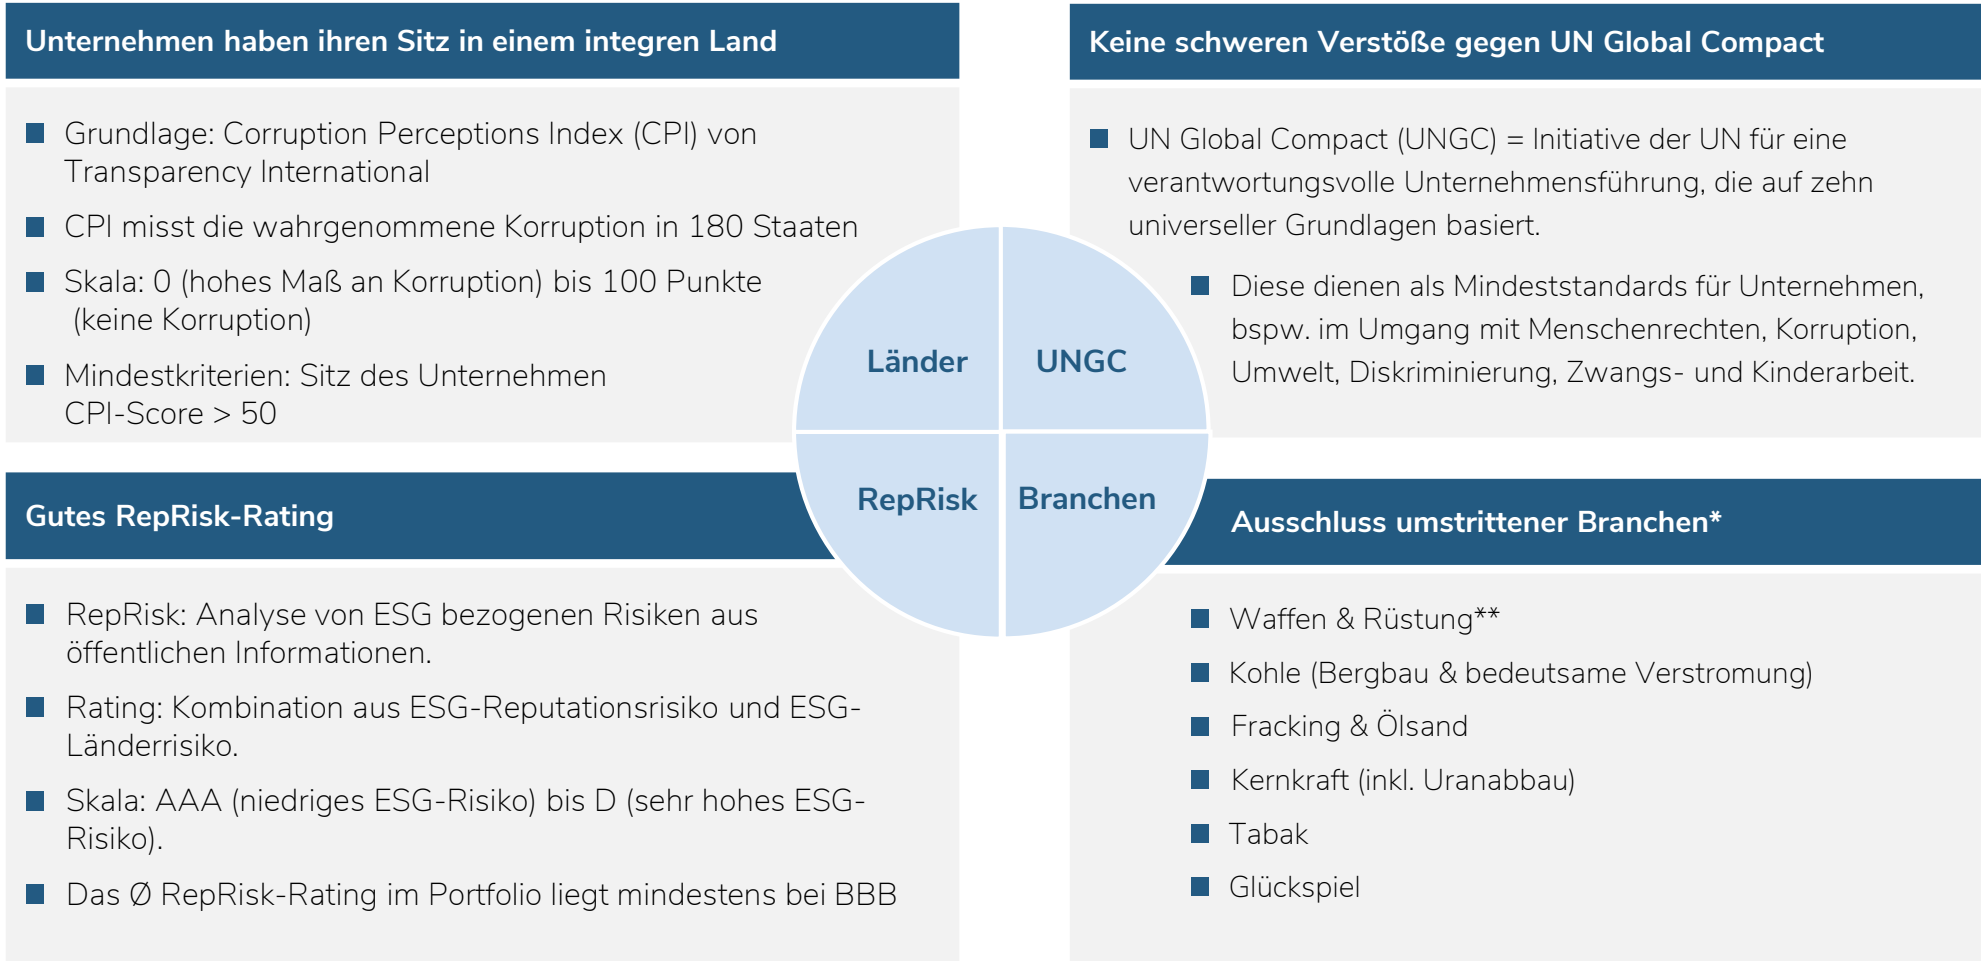 Unternehmen haben ihren Sitz in einem integren Land
Grundlage: Corruption Perceptions Index (CPI) von
Transparency International
CPI misst die wahrgenommene Korruption in 180 Staaten
Skala: 0 (hohes Maß an Korruption) bis 100 Punkte
(keine Korruption)
Mindestkriterien: Sitz des Unternehmen
CPI-Score > 50
Keine schweren Verstöße gegen UN Global Compact
UN Global Compact (UNGC) = Initiative der UN für eine
verantwortungsvolle Unternehmensführung, die auf zehn
universeller Grundlagen basiert.
Diese dienen als Mindeststandards für Unternehmen,
bspw. im Umgang mit Menschenrechten, Korruption,
Umwelt, Diskriminierung, Zwangs- und Kinderarbeit.
Länder
UNGC
RepRisk
Branchen
Gutes RepRisk-Rating
RepRisk: Analyse von ESG bezogenen Risiken aus
öffentlichen Informationen.
Rating: Kombination aus ESG-Reputationsrisiko und ESG-
Länderrisiko.
Skala: AAA (niedriges ESG-Risiko) bis D (sehr hohes ESG-
Risiko).
Das Ø RepRisk-Rating im Portfolio liegt mindestens bei BBB
Ausschluss umstrittener Branchen*
Waffen & Rüstung**
Kohle (Bergbau & bedeutsame Verstromung)
Fracking & Ölsand
Kernkraft (inkl. Uranabbau)
Tabak
Glückspiel